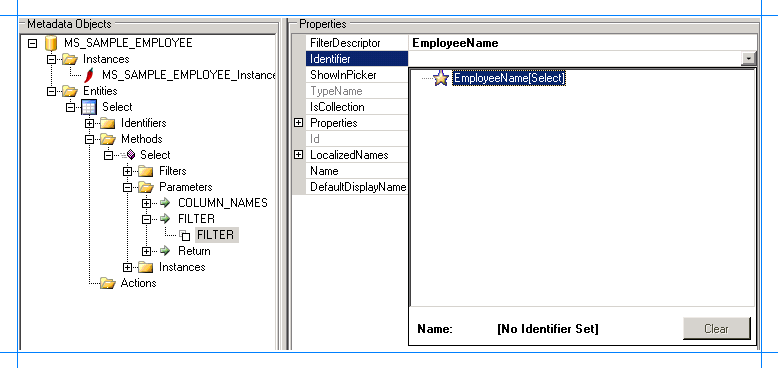 Metadata Objects
MS_SAMPLE_EMPLOYEE
Instances
MS_SAMPLE_EMPLOYEE_Instance
Entities
Select
Identifiers
Methods
Select
Filters
Parameters
COLUMN_NAMES
FILTER
FILTER
Return
Instances
Actions
Properties
FilterDescriptor EmployeeName
Identifier
ShowInPicker
TypeName
IsCollection
Properties
Id
LocalizedNames
Name
DefaultDisplayName
EmployeeName[Select]
Name: [No Identifier Set] Clear